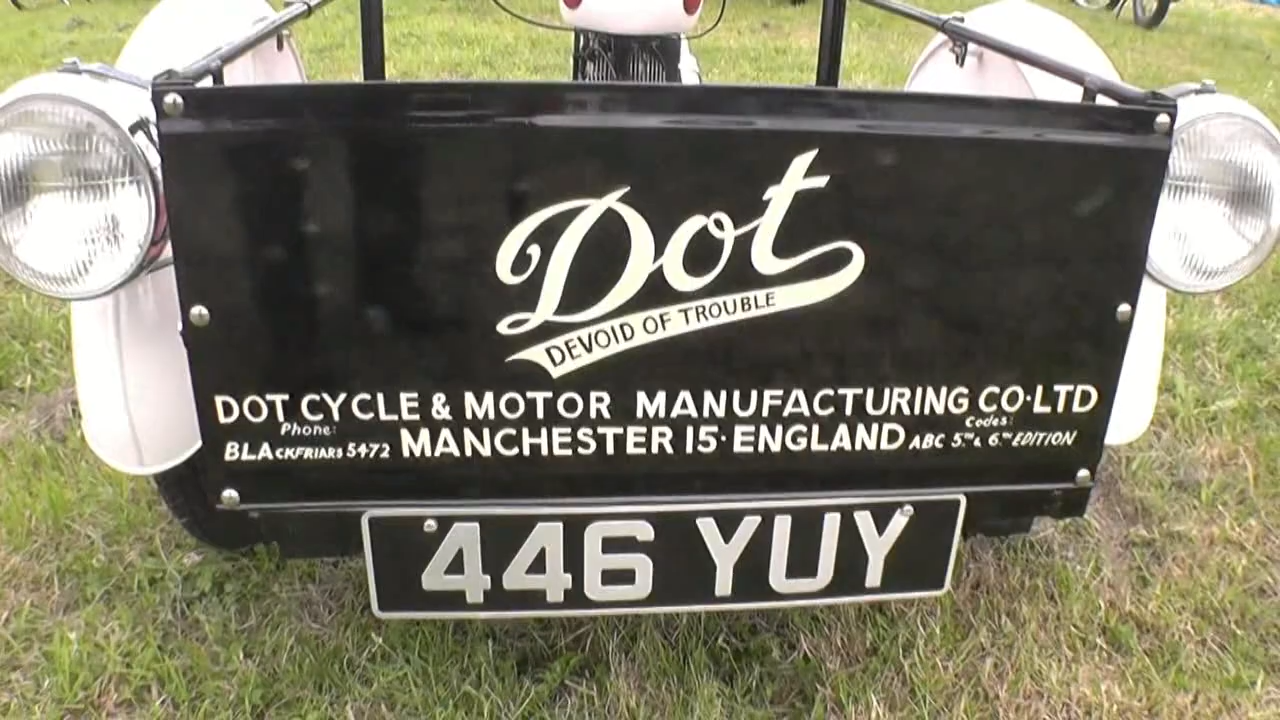 Dot
DEVOID OF TROUBLE
DOT CYCLE & MOTOR MANUFACTURING CO·LTD
Phone: Codes:
BLACKFRIARS 5472 MANCHESTER 15·ENGLAND ABC 5TH & 6TH EDITION
446 YUY